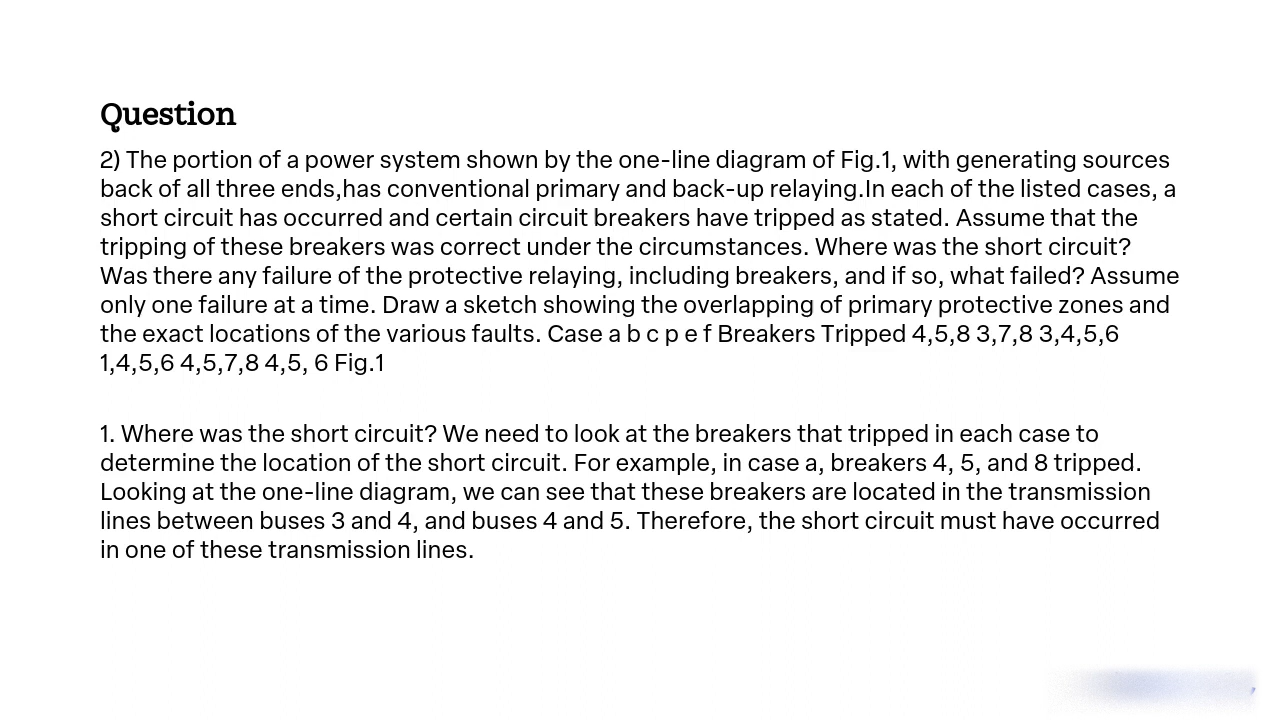 Question
2) The portion of a power system shown by the one-line diagram of Fig.1, with generating sources
back of all three ends,has conventional primary and back-up relaying.In each of the listed cases, a
short circuit has occurred and certain circuit breakers have tripped as stated. Assume that the
tripping of these breakers was correct under the circumstances. Where was the short circuit?
Was there any failure of the protective relaying, including breakers, and if so, what failed? Assume
only one failure at a time. Draw a sketch showing the overlapping of primary protective zones and
the exact locations of the various faults. Case a b c p e f Breakers Tripped 4,5,8 3,7,8 3,4,5,6
1,4,5,6 4,5,7,8 4,5, 6 Fig.1
1. Where was the short circuit? We need to look at the breakers that tripped in each case to
determine the location of the short circuit. For example, in case a, breakers 4, 5, and 8 tripped.
Looking at the one-line diagram, we can see that these breakers are located in the transmission
lines between buses 3 and 4, and buses 4 and 5. Therefore, the short circuit must have occurred
in one of these transmission lines.